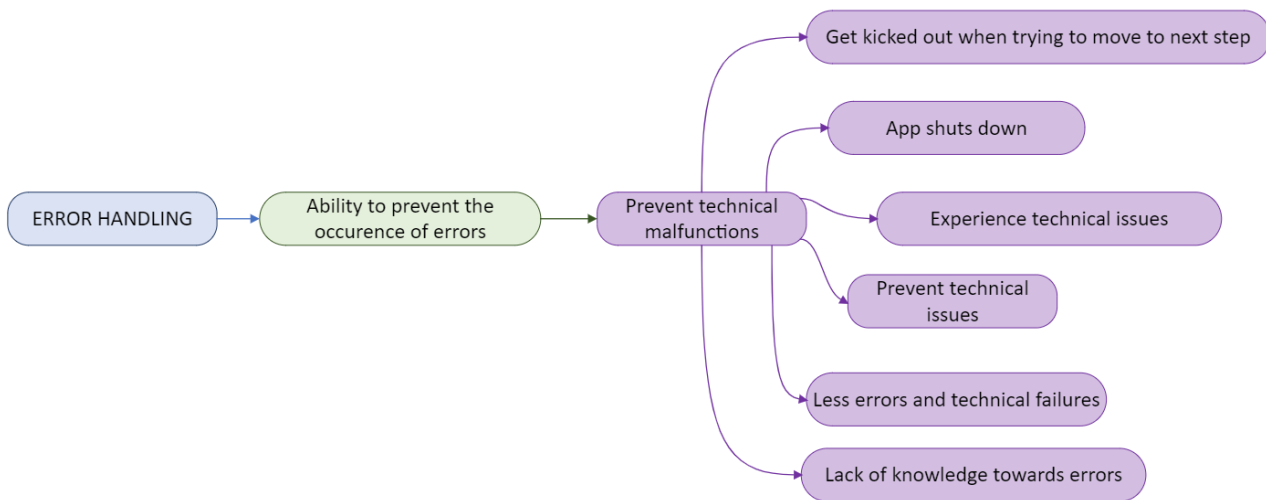 Get kicked out when trying to move to next step
App shuts down
ERROR HANDLING
Ability to prevent the
occurence of errors
Prevent technical
malfunctions
Experience technical issues
Prevent technical
issues
Less errors and technical failures
Lack of knowledge towards errors